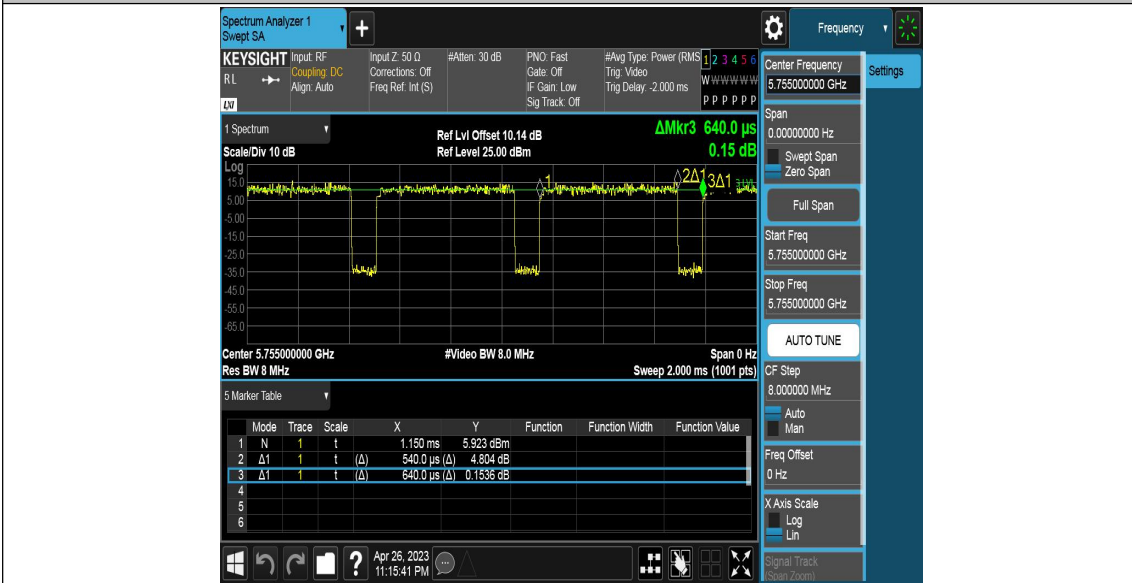 Spectrum Analyzer 1
Swept SA
+
Frequency
KEYSIGHT Input: RF Input Z: 50 Ω #Atten: 30 dB PNO: Fast #Avg Type: Power (RMS 1 2 3 4 5 6
R L Coupling: DC Corrections: Off Gate: Off Trig: Video W W W W W W
Align: Auto Freq Ref: Int (S) IF Gain: Low Trig Delay: -2.000 ms
LXI Sig Track: Off P P P P P P
Center Frequency
5.755000000 GHz
Settings
Span
0.00000000 Hz
Swept Span
Zero Span
Full Span
Start Freq
5.755000000 GHz
Stop Freq
5.755000000 GHz
AUTO TUNE
CF Step
8.000000 MHz
Auto
Man
Freq Offset
0 Hz
X Axis Scale
Log
Lin
Signal Track
(Span Zoom)
1 Spectrum Ref Lvl Offset 10.14 dB ΔMkr3 640.0 µs
Scale/Div 10 dB Ref Level 25.00 dBm 0.15 dB
Log
15.0
5.00
-5.00
-15.0
-25.0
-35.0
-45.0
-55.0
-65.0
1 2Δ1 3Δ1
Center 5.755000000 GHz #Video BW 8.0 MHz Span 0 Hz
Res BW 8 MHz Sweep 2.000 ms (1001 pts)
5 Marker Table
Mode Trace Scale X Y Function Function Width Function Value
1 N 1 t 1.150 ms 5.923 dBm
2 Δ1 1 t (Δ) 540.0 µs (Δ) 4.804 dB
3 Δ1 1 t (Δ) 640.0 µs (Δ) 0.1536 dB
4
5
6
? Apr 26, 2023
11:15:41 PM